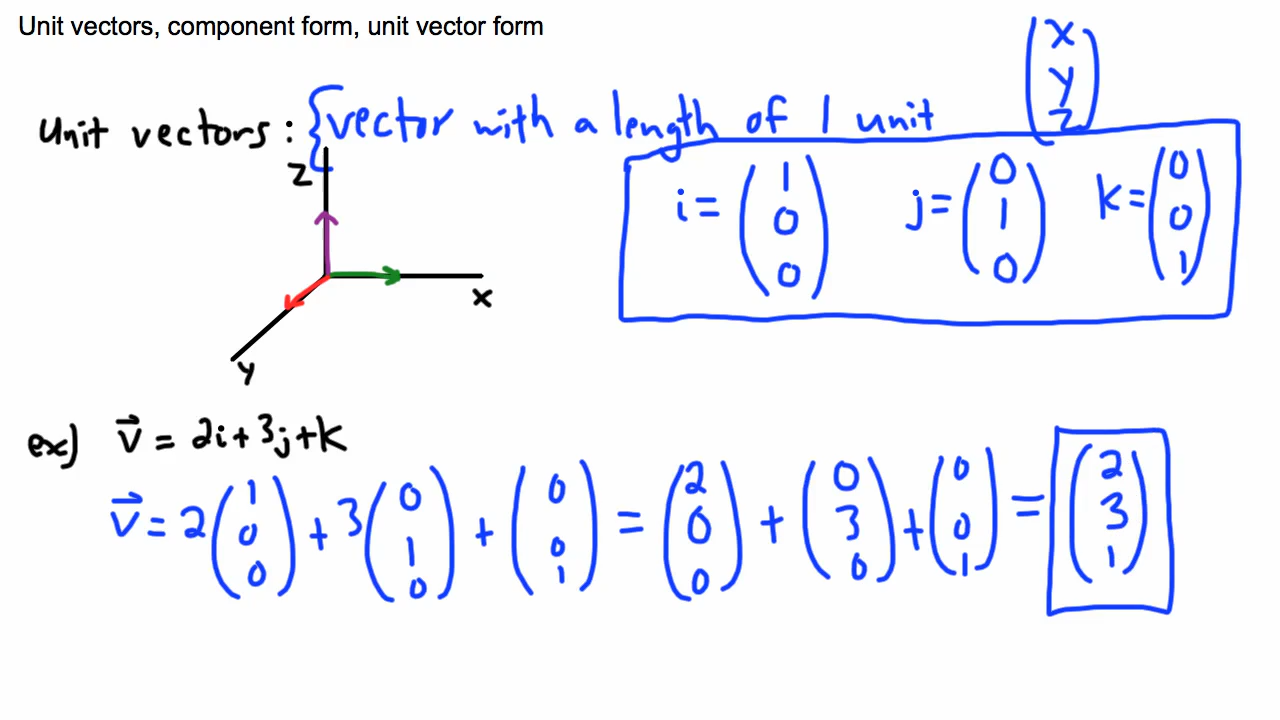 Unit vectors, component form, unit vector form
Unit vectors: {vector with a length of 1 unit (x y z)
z
x
y
i= (1 0 0) j= (0 1 0) k= (0 0 1)
ex) v⃗ = 2i+3j+k
v⃗ = 2 (1 0 0) + 3 (0 1 0) + (0 0 1) = (2 0 0) + (0 3 0) + (0 0 1) = (2 3 1)